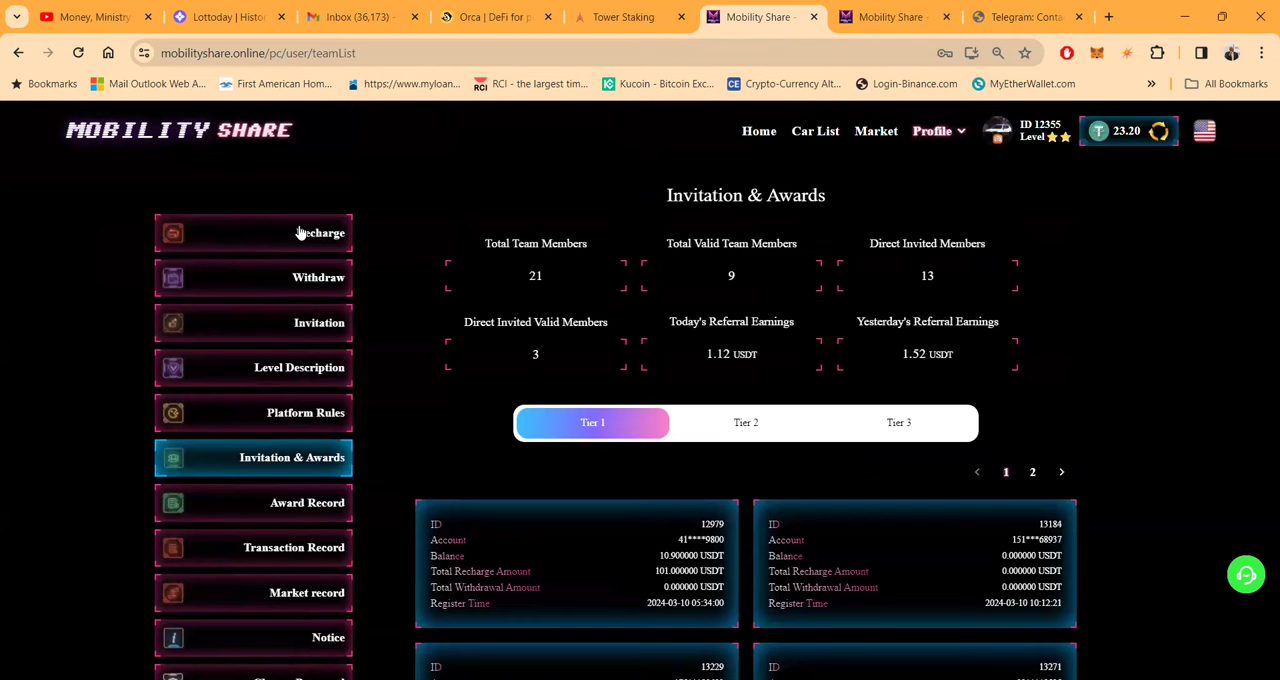 Money, Ministry
Lottoday | Histor
Inbox (36,173) -
Orca | DeFi for p
Tower Staking
Mobility Share -
Mobility Share -
Telegram: Conta
mobilityshare.online/pc/user/teamList
Bookmarks
Mail Outlook Web A...
First American Hom...
https://www.myloan...
RCI - the largest tim...
Kucoin - Bitcoin Exc...
Crypto-Currency Alt...
Login-Binance.com
MyEtherWallet.com
All Bookmarks
MOBILITY SHARE
Home
Car List
Market
Profile
ID 12355
Level
23.20
Recharge
Withdraw
Invitation
Level Description
Platform Rules
Invitation & Awards
Award Record
Transaction Record
Market record
Notice
Invitation & Awards
Total Team Members
Total Valid Team Members
Direct Invited Members
21
9
13
Direct Invited Valid Members
Today's Referral Earnings
Yesterday's Referral Earnings
3
1.12 USDT
1.52 USDT
Tier 1
Tier 2
Tier 3
1
2
ID 12979
Account 41****9800
Balance 10.900000 USDT
Total Recharge Amount 101.000000 USDT
Total Withdrawal Amount 0.000000 USDT
Register Time 2024-03-10 05:34:00
ID 13184
Account 151***68937
Balance 0.000000 USDT
Total Recharge Amount 0.000000 USDT
Total Withdrawal Amount 0.000000 USDT
Register Time 2024-03-10 10:12:21
ID 13229
ID 13271